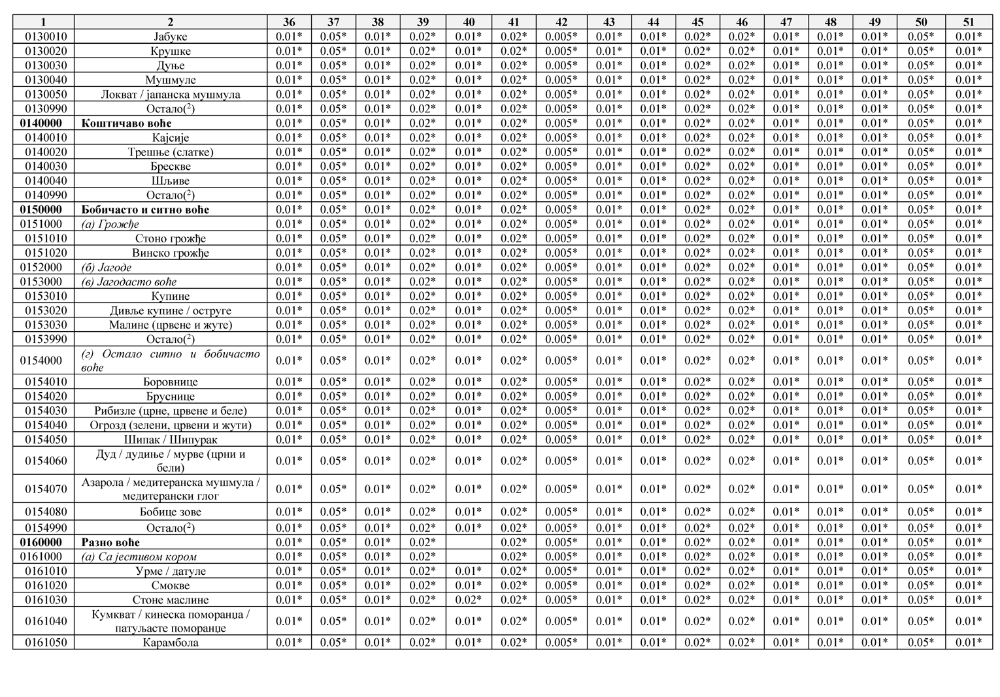 1 2 36 37 38 39 40 41 42 43 44 45 46 47 48 49 50 51
0130010 Јабуке 0.01* 0.05* 0.01* 0.02* 0.01* 0.02* 0.005* 0.01* 0.01* 0.02* 0.02* 0.01* 0.01* 0.01* 0.05* 0.01*
0130020 Крушке 0.01* 0.05* 0.01* 0.02* 0.01* 0.02* 0.005* 0.01* 0.01* 0.02* 0.02* 0.01* 0.01* 0.01* 0.05* 0.01*
0130030 Дуње 0.01* 0.05* 0.01* 0.02* 0.01* 0.02* 0.005* 0.01* 0.01* 0.02* 0.02* 0.01* 0.01* 0.01* 0.05* 0.01*
0130040 Мушмуле 0.01* 0.05* 0.01* 0.02* 0.01* 0.02* 0.005* 0.01* 0.01* 0.02* 0.02* 0.01* 0.01* 0.01* 0.05* 0.01*
0130050 Локват / јапанска мушмула 0.01* 0.05* 0.01* 0.02* 0.01* 0.02* 0.005* 0.01* 0.01* 0.02* 0.02* 0.01* 0.01* 0.01* 0.05* 0.01*
0130990 Остало(²) 0.01* 0.05* 0.01* 0.02* 0.01* 0.02* 0.005* 0.01* 0.01* 0.02* 0.02* 0.01* 0.01* 0.01* 0.05* 0.01*
0140000 Коштичаво воће 0.01* 0.05* 0.01* 0.02* 0.01* 0.02* 0.005* 0.01* 0.01* 0.02* 0.02* 0.01* 0.01* 0.01* 0.05* 0.01*
0140010 Кајсије 0.01* 0.05* 0.01* 0.02* 0.01* 0.02* 0.005* 0.01* 0.01* 0.02* 0.02* 0.01* 0.01* 0.01* 0.05* 0.01*
0140020 Трешње (слатке) 0.01* 0.05* 0.01* 0.02* 0.01* 0.02* 0.005* 0.01* 0.01* 0.02* 0.02* 0.01* 0.01* 0.01* 0.05* 0.01*
0140030 Брескве 0.01* 0.05* 0.01* 0.02* 0.01* 0.02* 0.005* 0.01* 0.01* 0.02* 0.02* 0.01* 0.01* 0.01* 0.05* 0.01*
0140040 Шљиве 0.01* 0.05* 0.01* 0.02* 0.01* 0.02* 0.005* 0.01* 0.01* 0.02* 0.02* 0.01* 0.01* 0.01* 0.05* 0.01*
0140990 Остало(²) 0.01* 0.05* 0.01* 0.02* 0.01* 0.02* 0.005* 0.01* 0.01* 0.02* 0.02* 0.01* 0.01* 0.01* 0.05* 0.01*
0150000 Бобичасто и ситно воће 0.01* 0.05* 0.01* 0.02* 0.01* 0.02* 0.005* 0.01* 0.01* 0.02* 0.02* 0.01* 0.01* 0.01* 0.05* 0.01*
0151000 (а) Грожђе 0.01* 0.05* 0.01* 0.02* 0.01* 0.02* 0.005* 0.01* 0.01* 0.02* 0.02* 0.01* 0.01* 0.01* 0.05* 0.01*
0151010 Стоно грожђе 0.01* 0.05* 0.01* 0.02* 0.01* 0.02* 0.005* 0.01* 0.01* 0.02* 0.02* 0.01* 0.01* 0.01* 0.05* 0.01*
0151020 Винско грожђе 0.01* 0.05* 0.01* 0.02* 0.01* 0.02* 0.005* 0.01* 0.01* 0.02* 0.02* 0.01* 0.01* 0.01* 0.05* 0.01*
0152000 (б) Јагоде 0.01* 0.05* 0.01* 0.02* 0.01* 0.02* 0.005* 0.01* 0.01* 0.02* 0.02* 0.01* 0.01* 0.01* 0.05* 0.01*
0153000 (в) Јагодасто воће 0.01* 0.05* 0.01* 0.02* 0.01* 0.02* 0.005* 0.01* 0.01* 0.02* 0.02* 0.01* 0.01* 0.01* 0.05* 0.01*
0153010 Купине 0.01* 0.05* 0.01* 0.02* 0.01* 0.02* 0.005* 0.01* 0.01* 0.02* 0.02* 0.01* 0.01* 0.01* 0.05* 0.01*
0153020 Дивље купине / оструге 0.01* 0.05* 0.01* 0.02* 0.01* 0.02* 0.005* 0.01* 0.01* 0.02* 0.02* 0.01* 0.01* 0.01* 0.05* 0.01*
0153030 Малине (црвене и жуте) 0.01* 0.05* 0.01* 0.02* 0.01* 0.02* 0.005* 0.01* 0.01* 0.02* 0.02* 0.01* 0.01* 0.01* 0.05* 0.01*
0153990 Остало(²) 0.01* 0.05* 0.01* 0.02* 0.01* 0.02* 0.005* 0.01* 0.01* 0.02* 0.02* 0.01* 0.01* 0.01* 0.05* 0.01*
0154000 (г) Остало ситно и бобичасто
воће 0.01* 0.05* 0.01* 0.02* 0.01* 0.02* 0.005* 0.01* 0.01* 0.02* 0.02* 0.01* 0.01* 0.01* 0.05* 0.01*
0154010 Боровнице 0.01* 0.05* 0.01* 0.02* 0.01* 0.02* 0.005* 0.01* 0.01* 0.02* 0.02* 0.01* 0.01* 0.01* 0.05* 0.01*
0154020 Бруснице 0.01* 0.05* 0.01* 0.02* 0.01* 0.02* 0.005* 0.01* 0.01* 0.02* 0.02* 0.01* 0.01* 0.01* 0.05* 0.01*
0154030 Рибизле (црне, црвене и беле) 0.01* 0.05* 0.01* 0.02* 0.01* 0.02* 0.005* 0.01* 0.01* 0.02* 0.02* 0.01* 0.01* 0.01* 0.05* 0.01*
0154040 Огрозд (зелени, црвени и жути) 0.01* 0.05* 0.01* 0.02* 0.01* 0.02* 0.005* 0.01* 0.01* 0.02* 0.02* 0.01* 0.01* 0.01* 0.05* 0.01*
0154050 Шипак / Шипурак 0.01* 0.05* 0.01* 0.02* 0.01* 0.02* 0.005* 0.01* 0.01* 0.02* 0.02* 0.01* 0.01* 0.01* 0.05* 0.01*
0154060 Дуд / дудиње / мурве (црни и
бели) 0.01* 0.05* 0.01* 0.02* 0.01* 0.02* 0.005* 0.01* 0.01* 0.02* 0.02* 0.01* 0.01* 0.01* 0.05* 0.01*
0154070 Азарола / медитеранска мушмула /
медитерански глог 0.01* 0.05* 0.01* 0.02* 0.01* 0.02* 0.005* 0.01* 0.01* 0.02* 0.02* 0.01* 0.01* 0.01* 0.05* 0.01*
0154080 Бобице зове 0.01* 0.05* 0.01* 0.02* 0.01* 0.02* 0.005* 0.01* 0.01* 0.02* 0.02* 0.01* 0.01* 0.01* 0.05* 0.01*
0154990 Остало(²) 0.01* 0.05* 0.01* 0.02* 0.01* 0.02* 0.005* 0.01* 0.01* 0.02* 0.02* 0.01* 0.01* 0.01* 0.05* 0.01*
0160000 Разно воће 0.01* 0.05* 0.01* 0.02* 0.02* 0.005* 0.01* 0.01* 0.02* 0.02* 0.01* 0.01* 0.01* 0.05* 0.01*
0161000 (а) Са јестивом кором 0.01* 0.05* 0.01* 0.02* 0.02* 0.005* 0.01* 0.01* 0.02* 0.02* 0.01* 0.01* 0.01* 0.05* 0.01*
0161010 Урме / датуле 0.01* 0.05* 0.01* 0.02* 0.01* 0.02* 0.005* 0.01* 0.01* 0.02* 0.02* 0.01* 0.01* 0.01* 0.05* 0.01*
0161020 Смокве 0.01* 0.05* 0.01* 0.02* 0.01* 0.02* 0.005* 0.01* 0.01* 0.02* 0.02* 0.01* 0.01* 0.01* 0.05* 0.01*
0161030 Стоне маслине 0.01* 0.05* 0.01* 0.02* 0.02* 0.02* 0.005* 0.01* 0.01* 0.02* 0.02* 0.01* 0.01* 0.01* 0.05* 0.01*
0161040 Кумкват / кинеска поморанџа /
патуљасте поморанџе 0.01* 0.05* 0.01* 0.02* 0.01* 0.02* 0.005* 0.01* 0.01* 0.02* 0.02* 0.01* 0.01* 0.01* 0.05* 0.01*
0161050 Карамбола 0.01* 0.05* 0.01* 0.02* 0.01* 0.02* 0.005* 0.01* 0.01* 0.02* 0.02* 0.01* 0.01* 0.01* 0.05* 0.01*